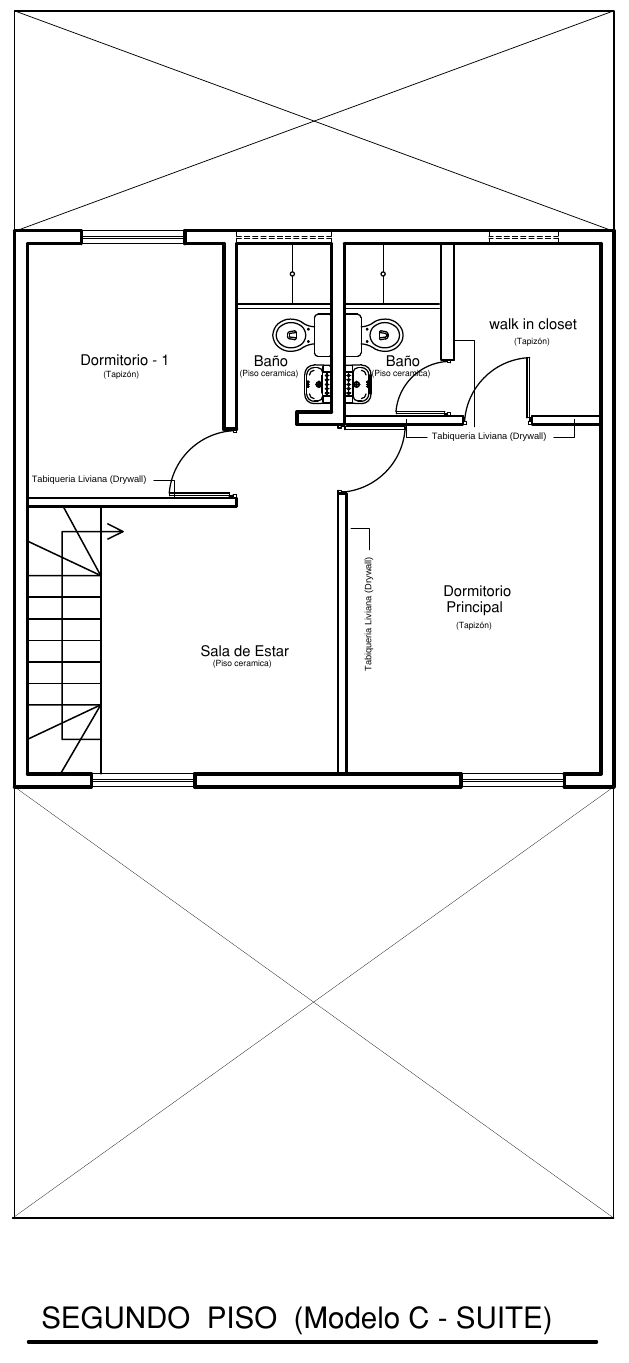 walk in closet
(Tapizón)
Dormitorio - 1
(Tapizón)
Baño
(Piso ceramica)
Baño
(Piso ceramica)
Tabiqueria Liviana (Drywall)
Tabiqueria Liviana (Drywall)
Tabiqueria Liviana (Drywall)
Dormitorio
Principal
(Tapizón)
Sala de Estar
(Piso ceramica)
SEGUNDO PISO (Modelo C - SUITE)